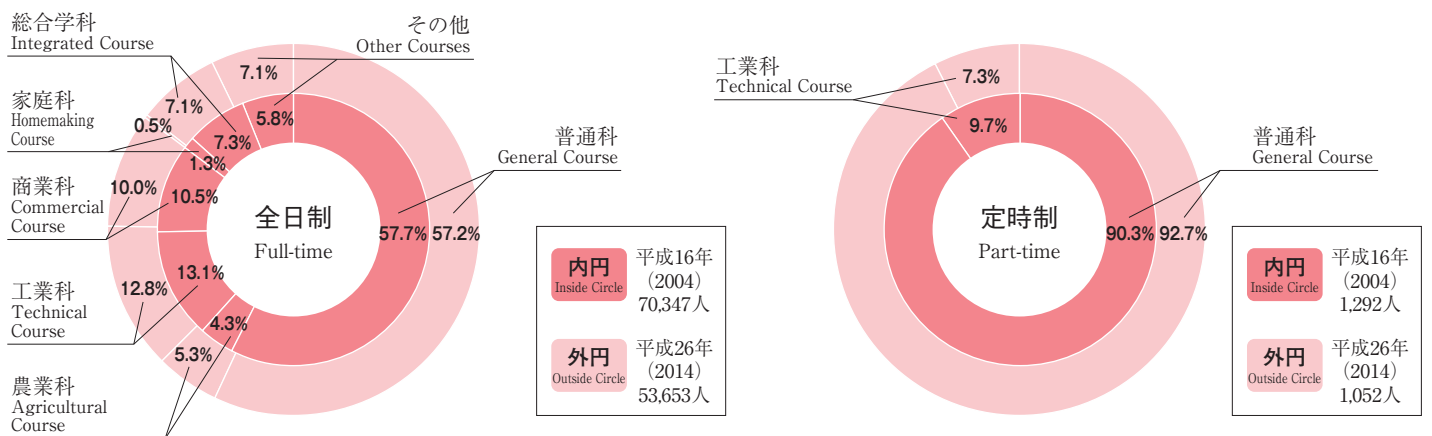 総合学科
Integrated Course
その他
Other Courses
7.1%
7.1%
5.8%
家庭科
Homemaking
Course
0.5%
7.3%
1.3%
普通科
General Course
商業科
Commercial
Course
10.0%
10.5%
全日制
Full-time
57.7%
57.2%
工業科
Technical
Course
12.8%
13.1%
農業科
Agricultural
Course
5.3%
4.3%
内円
Inside Circle
平成16年
(2004)
70,347人
外円
Outside Circle
平成26年
(2014)
53,653人
工業科
Technical Course
7.3%
9.7%
普通科
General Course
定時制
Part-time
90.3%
92.7%
内円
Inside Circle
平成16年
(2004)
1,292人
外円
Outside Circle
平成26年
(2014)
1,052人